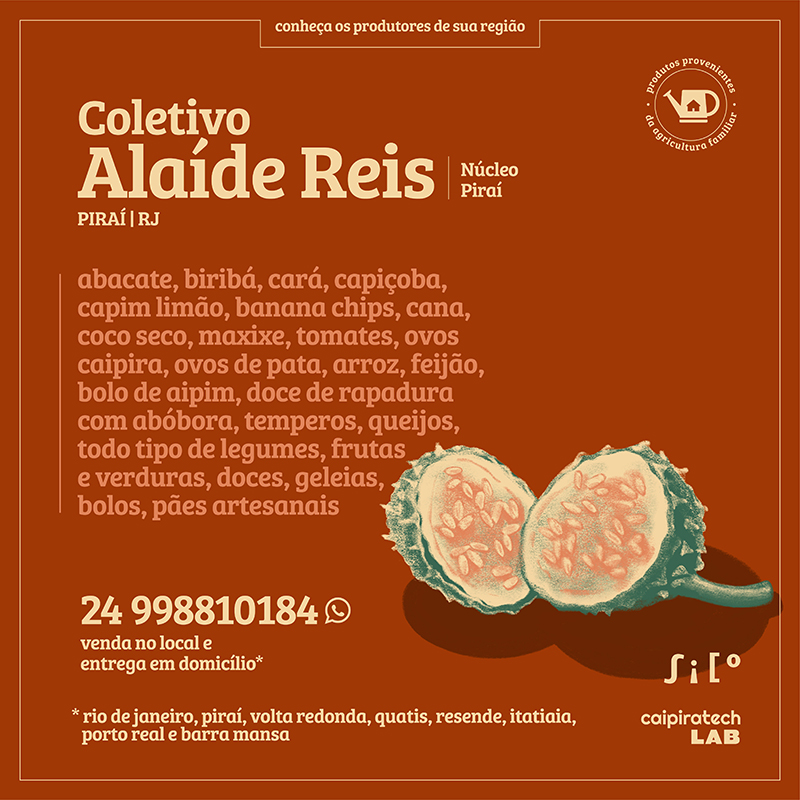 conheça os produtores de sua região
produtos provenientes
da agricultura familiar
Coletivo
Alaíde Reis
Núcleo
Piraí
PIRAÍ | RJ
abacate, biribá, cará, capiçoba,
capim limão, banana chips, cana,
coco seco, maxixe, tomates, ovos
caipira, ovos de pata, arroz, feijão,
bolo de aipim, doce de rapadura
com abóbora, temperos, queijos,
todo tipo de legumes, frutas
e verduras, doces, geleias,
bolos, pães artesanais
24 998810184
venda no local e
entrega em domicílio*
* rio de janeiro, piraí, volta redonda, quatis, resende, itatiaia,
porto real e barra mansa
caipiratech
LAB